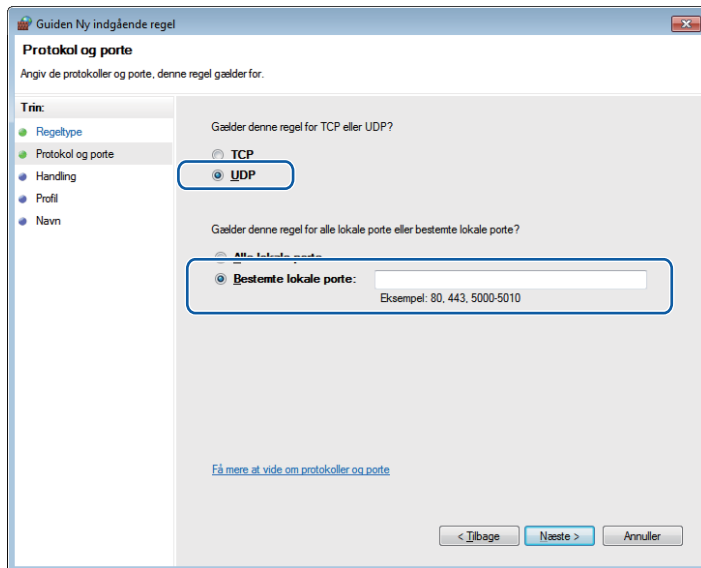 Guiden Ny indgående regel
Protokol og porte
Angiv de protokoller og porte, denne regel gælder for.
Trin:
Regeltype
Protokol og porte
Handling
Profil
Navn
Gælder denne regel for TCP eller UDP?
TCP
UDP
Gælder denne regel for alle lokale porte eller bestemte lokale porte?
Alle lokale porte
Bestemte lokale porte:
Eksempel: 80, 443, 5000-5010
Få mere at vide om protokoller og porte
< Tilbage
Næste >
Annuller